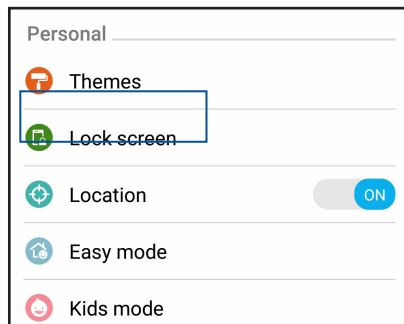 Personal
Themes
Lock screen
Location
ON
Easy mode
Kids mode